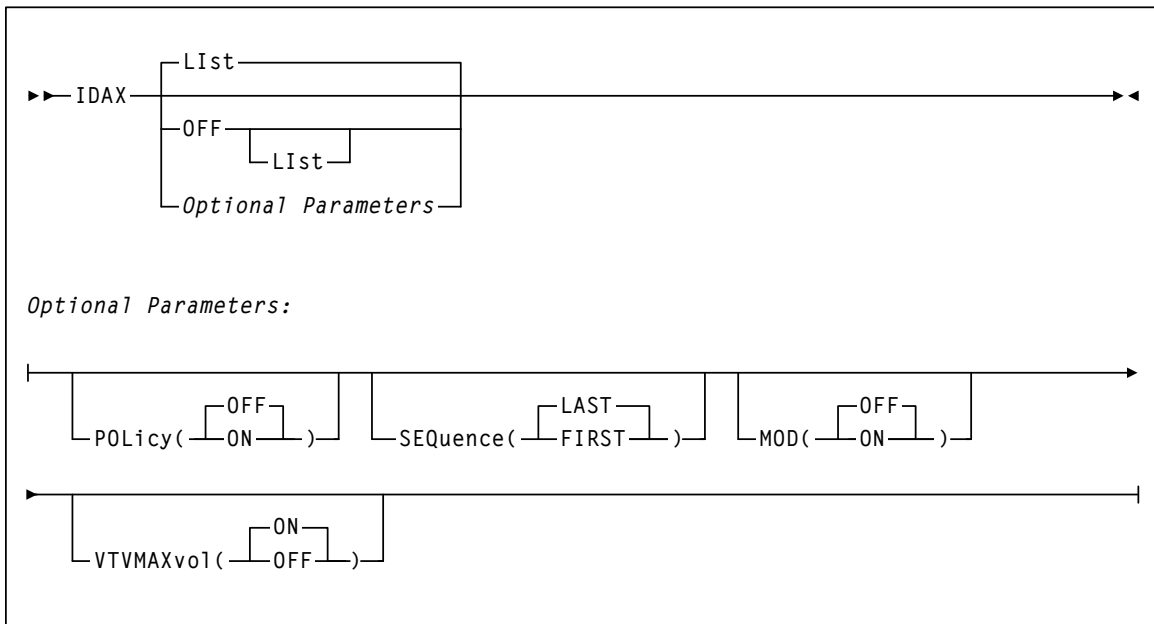 LIst
IDAX
OFF
LIst
Optional Parameters
Optional Parameters:
OFF LAST OFF
POLicy( ON ) SEQuence( FIRST ) MOD( ON )
ON
VTVMAXvol( OFF )